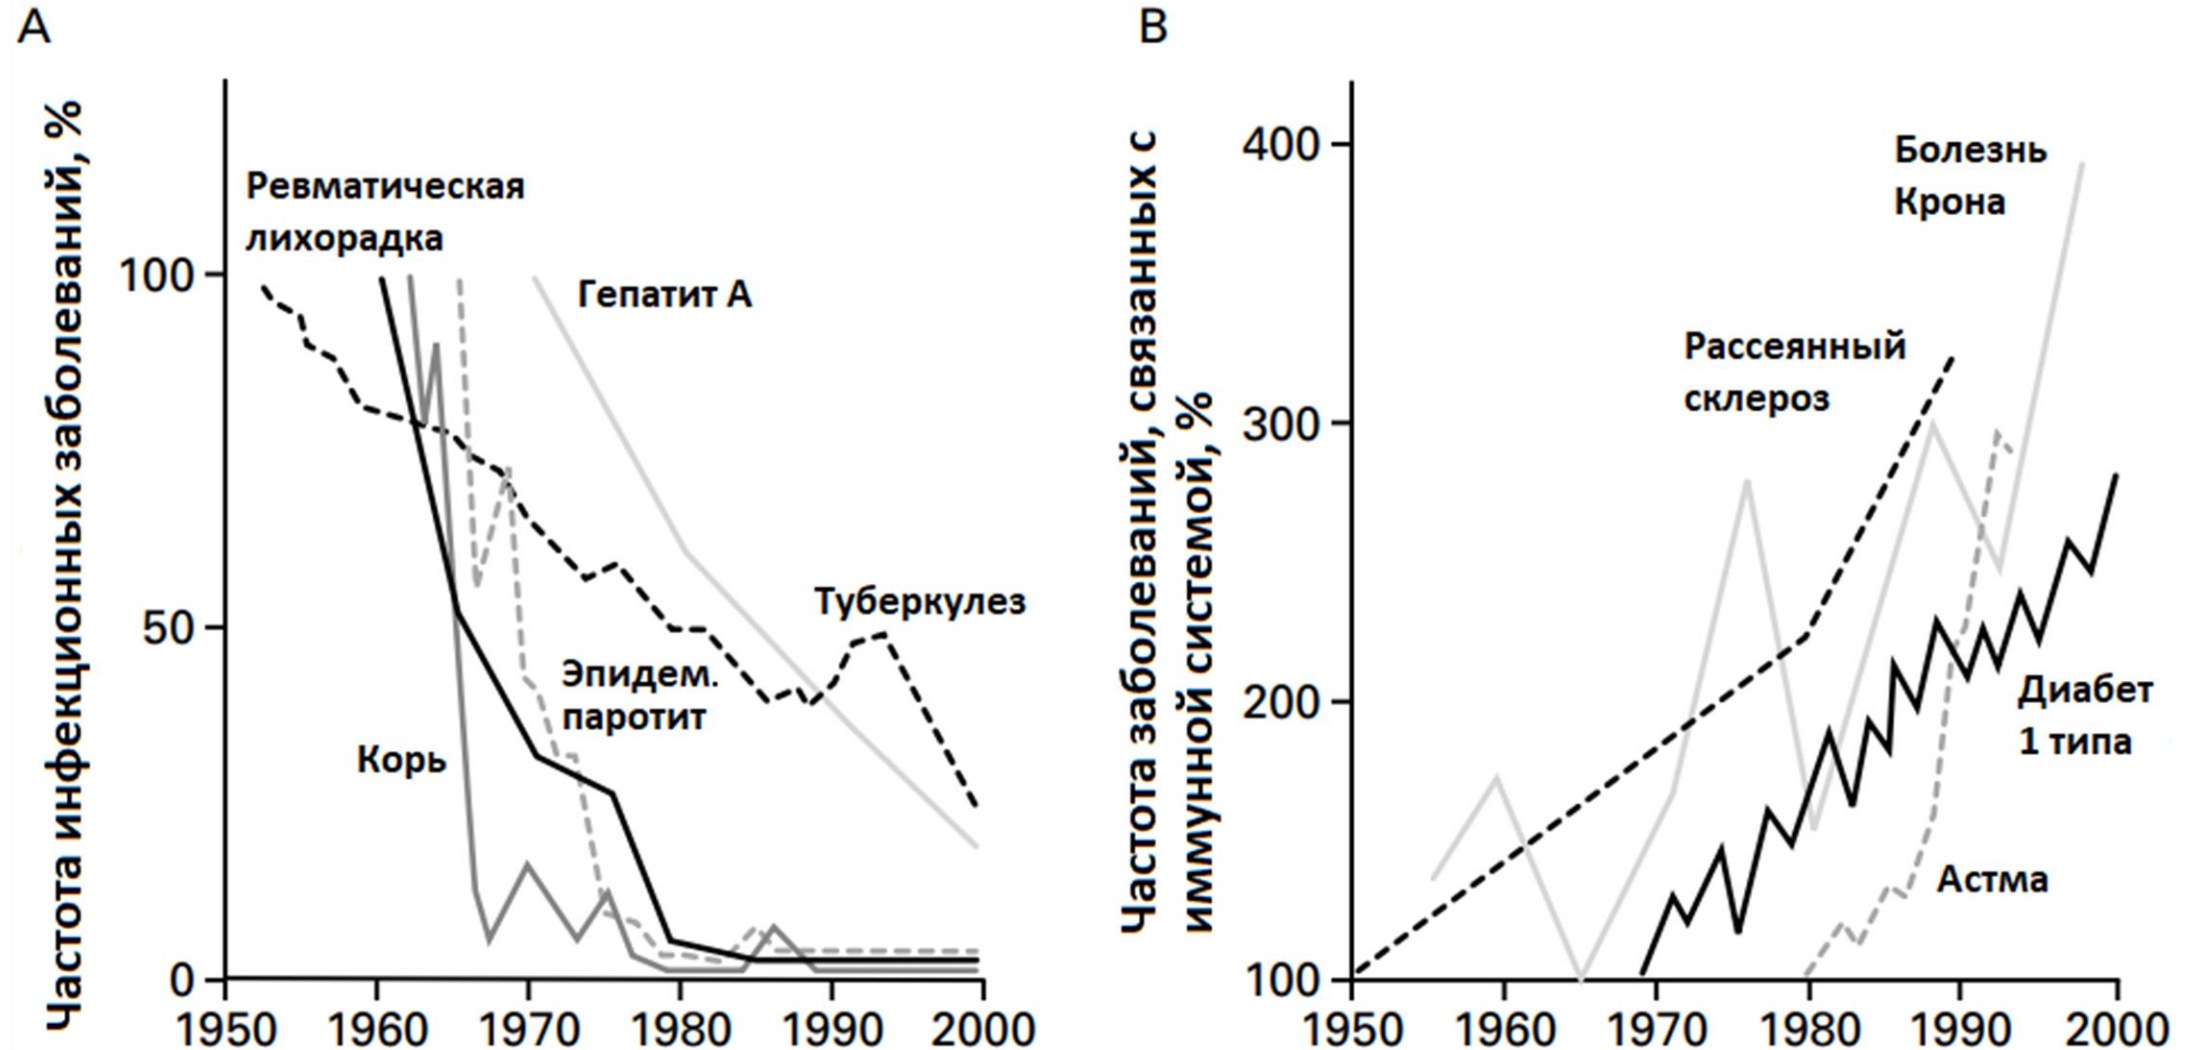 A
Частота инфекционных заболеваний, %
100
50
0
1950 1960 1970 1980 1990 2000
Ревматическая
лихорадка
Гепатит А
Туберкулез
Эпидем.
паротит
Корь
B
Частота заболеваний, связанных с
иммунной системой, %
400
300
200
100
1950 1960 1970 1980 1990 2000
Болезнь
Крона
Рассеянный
склероз
Диабет
1 типа
Астма